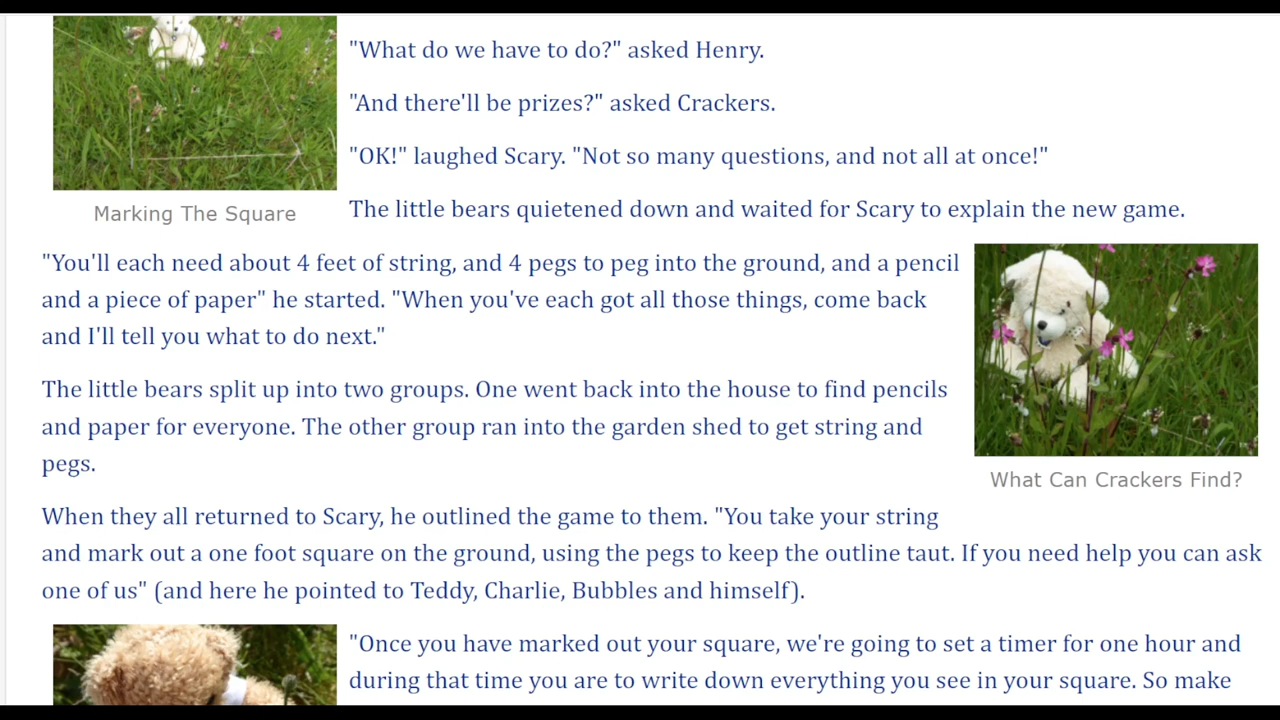 "What do we have to do?" asked Henry.
"And there'll be prizes?" asked Crackers.
"OK!" laughed Scary. "Not so many questions, and not all at once!"
Marking The Square
The little bears quietened down and waited for Scary to explain the new game.
"You'll each need about 4 feet of string, and 4 pegs to peg into the ground, and a pencil
and a piece of paper" he started. "When you've each got all those things, come back
and I'll tell you what to do next."
The little bears split up into two groups. One went back into the house to find pencils
and paper for everyone. The other group ran into the garden shed to get string and
pegs.
What Can Crackers Find?
When they all returned to Scary, he outlined the game to them. "You take your string
and mark out a one foot square on the ground, using the pegs to keep the outline taut. If you need help you can ask
one of us" (and here he pointed to Teddy, Charlie, Bubbles and himself).
"Once you have marked out your square, we're going to set a timer for one hour and
during that time you are to write down everything you see in your square. So make